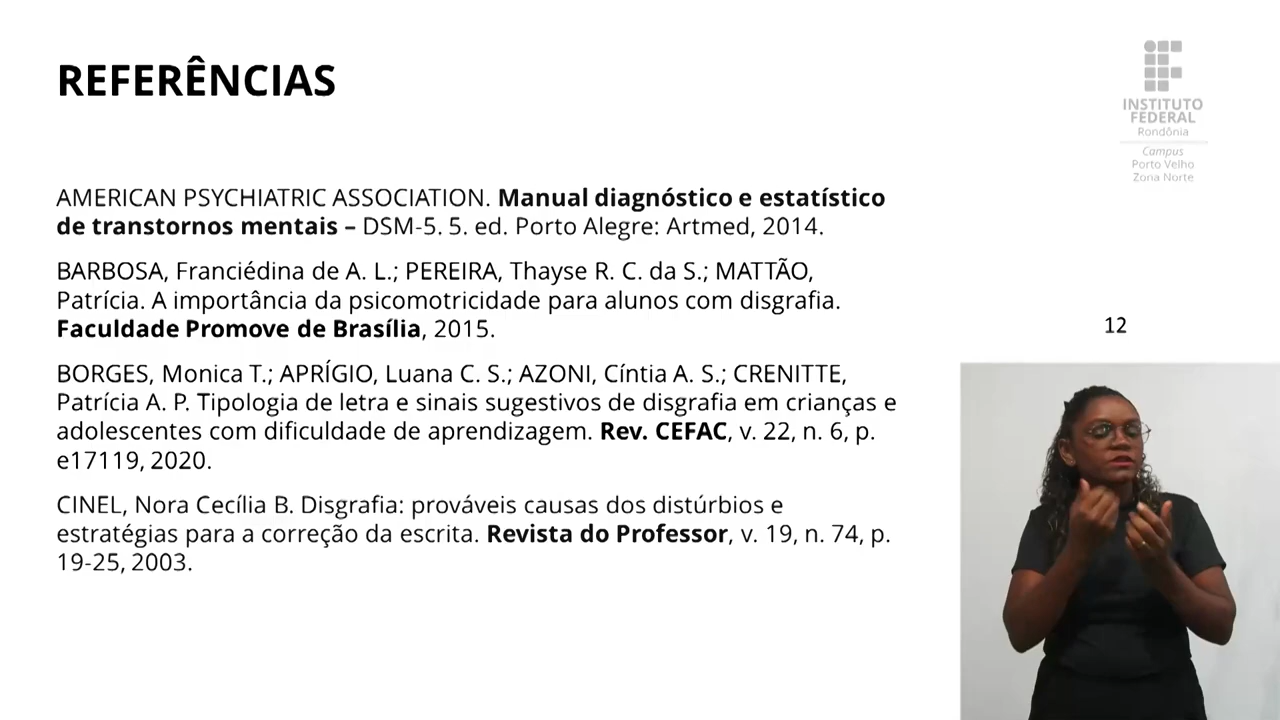 REFERÊNCIAS
INSTITUTO
FEDERAL
Rondônia
Campus
Porto Velho
Zona Norte
AMERICAN PSYCHIATRIC ASSOCIATION. Manual diagnóstico e estatístico
de transtornos mentais – DSM-5. 5. ed. Porto Alegre: Artmed, 2014.
BARBOSA, Franciédina de A. L.; PEREIRA, Thayse R. C. da S.; MATTÃO,
Patrícia. A importância da psicomotricidade para alunos com disgrafia.
Faculdade Promove de Brasília, 2015.
BORGES, Monica T.; APRÍGIO, Luana C. S.; AZONI, Cíntia A. S.; CRENITTE,
Patrícia A. P. Tipologia de letra e sinais sugestivos de disgrafia em crianças e
adolescentes com dificuldade de aprendizagem. Rev. CEFAC, v. 22, n. 6, p.
e17119, 2020.
CINEL, Nora Cecília B. Disgrafia: prováveis causas dos distúrbios e
estratégias para a correção da escrita. Revista do Professor, v. 19, n. 74, p.
19-25, 2003.
12